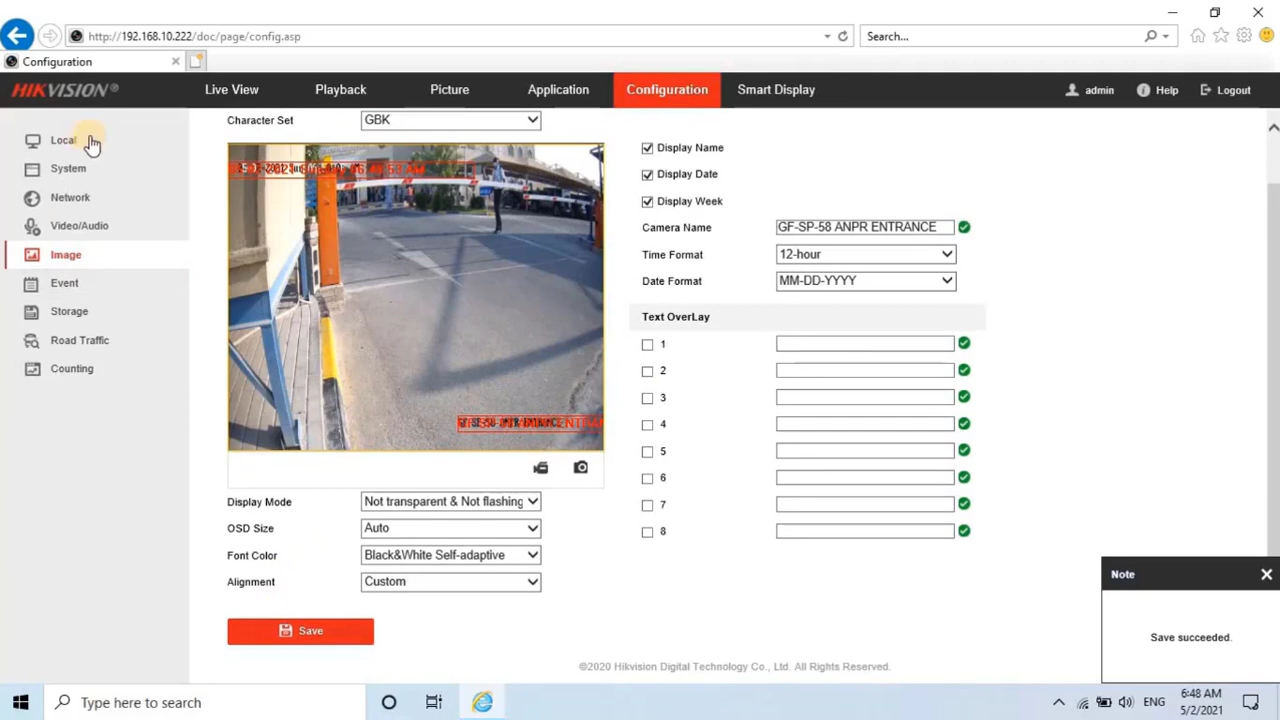 http://192.168.10.222/doc/page/config.asp
Search...
Configuration
HIKVISION®
Live View
Playback
Picture
Application
Configuration
Smart Display
admin
Help
Logout
Local
System
Network
Video/Audio
Image
Event
Storage
Road Traffic
Counting
Character Set
GBK
Display Name
Display Date
Display Week
Camera Name
GF-SP-58 ANPR ENTRANCE
Time Format
12-hour
Date Format
MM-DD-YYYY
Text OverLay
1
2
3
4
5
6
7
8
Display Mode
Not transparent & Not flashing
OSD Size
Auto
Font Color
Black&White Self-adaptive
Alignment
Custom
Save
Note
Save succeeded.
©2020 Hikvision Digital Technology Co., Ltd. All Rights Reserved.
Type here to search
ENG
6:48 AM
5/2/2021